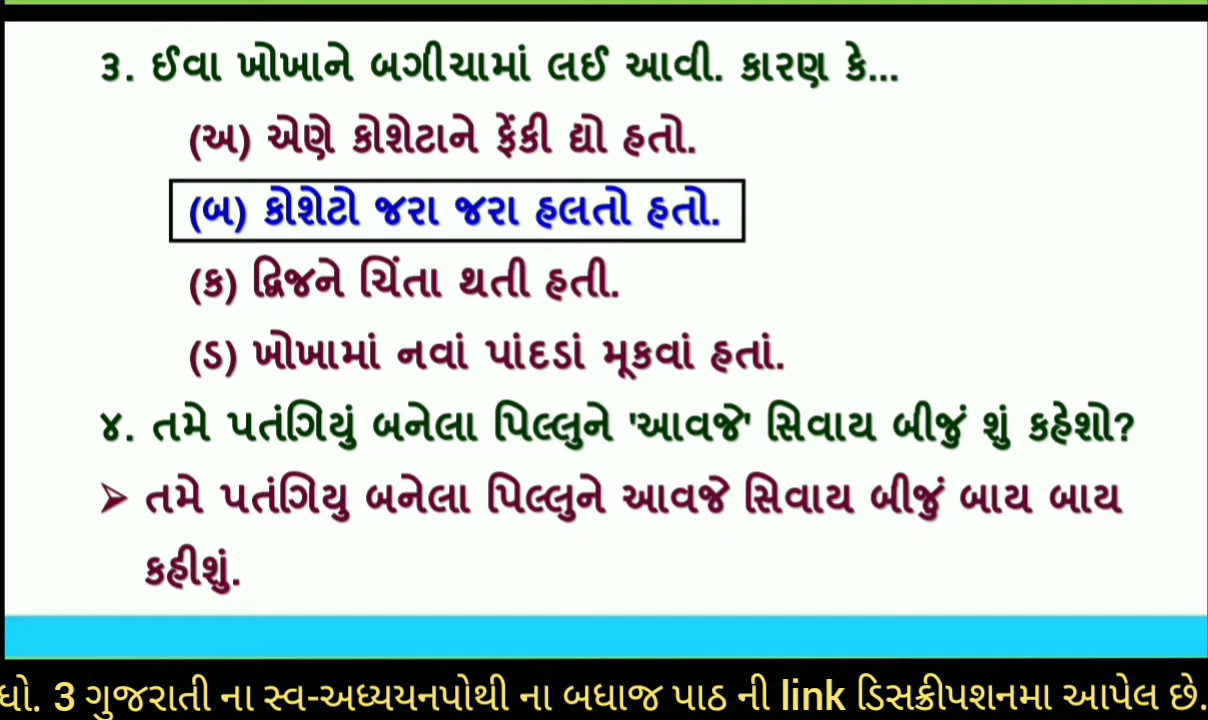 ૩. ઈવા ખોખાને બગીચામાં લઈ આવી. કારણ કે...
(અ) એણે કોશેટાને ફેંકી દ્યો હતો.
(બ) કોશેટો જરા જરા હલતો હતો.
(ક) દ્વિજને ચિંતા થતી હતી.
(ડ) ખોખામાં નવાં પાંદડાં મૂકવાં હતાં.
૪. તમે પતંગિયું બનેલા પિલ્લુને 'આવજે' સિવાય બીજું શું કહેશો?
➢ તમે પતંગિયુ બનેલા પિલ્લુને આવજે સિવાય બીજું બાય બાય
કહીશું.
ધો. 3 ગુજરાતી ના સ્વ-અધ્યયનપોથી ના બધાજ પાઠ ની link ડિસક્રીપશનમા આપેલ છે.